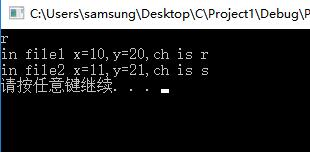 C:\Users\samsung\Desktop\C\Project1\Debug\P
r
in file1 x=10,y=20,ch is r
in file2 x=11,y=21,ch is s
请按任意键继续. . .